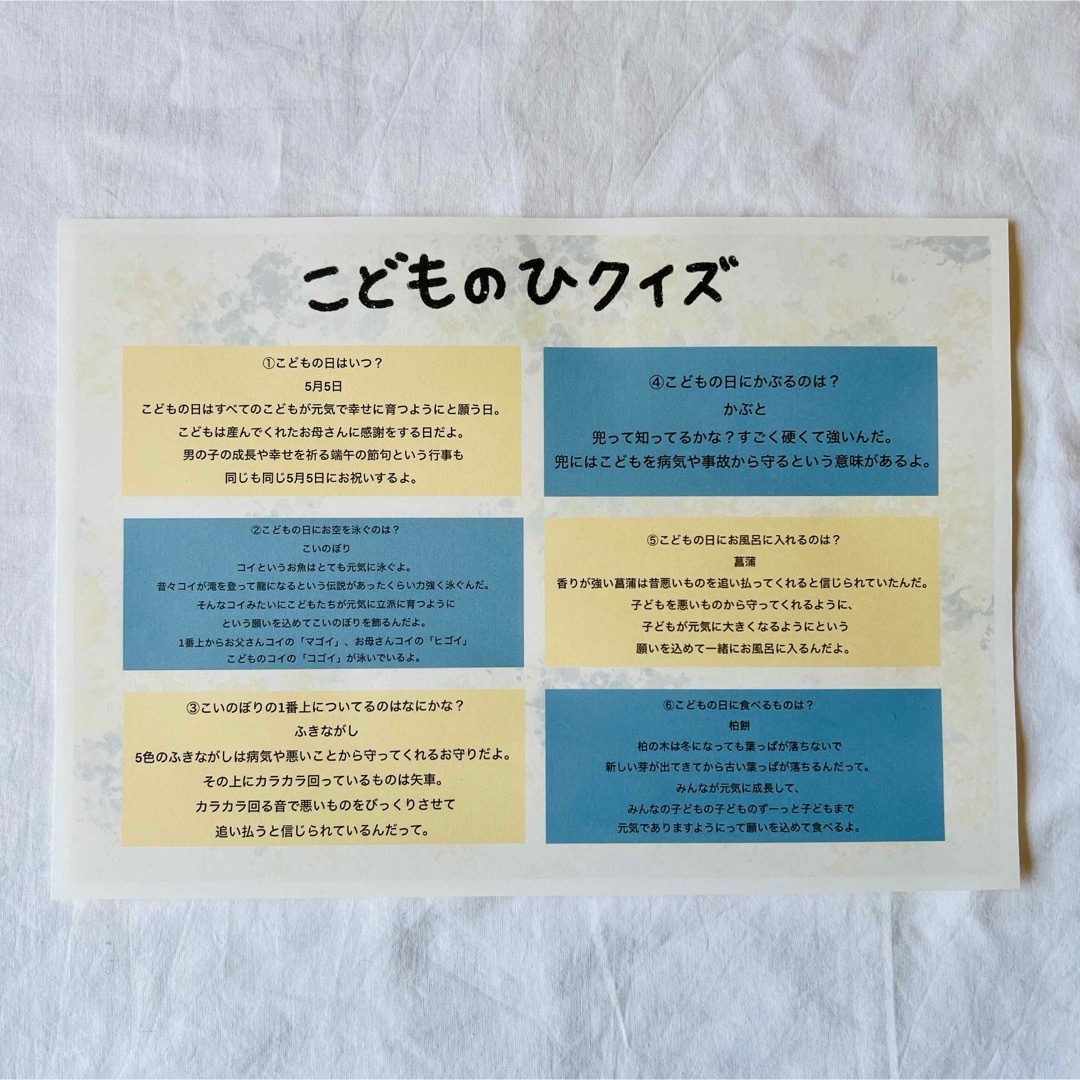 こどものひクイズ
①こどもの日はいつ？
5月5日
こどもの日はすべてのこどもが元気で幸せに育つようにと願う日。
こどもは産んでくれたお母さんに感謝をする日だよ。
男の子の成長や幸せを祈る端午の節句という行事も
同じも同じ5月5日にお祝いするよ。
②こどもの日にお空を泳ぐのは？
こいのぼり
コイというお魚はとても元気に泳ぐよ。
昔々コイが滝を登って龍になるという伝説があったくらい力強く泳ぐんだ。
そんなコイみたいにこどもたちが元気に立派に育つように
という願いを込めてこいのぼりを飾るんだよ。
1番上からお父さんコイの「マゴイ」、お母さんコイの「ヒゴイ」
こどものコイの「コゴイ」が泳いでいるよ。
③こいのぼりの1番上についてるのはなにかな？
ふきながし
5色のふきながしは病気や悪いことから守ってくれるお守りだよ。
その上にカラカラ回っているものは矢車。
カラカラ回る音で悪いものをびっくりさせて
追い払うと信じられているんだって。
④こどもの日にかぶるのは？
かぶと
兜って知ってるかな？すごく硬くて強いんだ。
兜にはこどもを病気や事故から守るという意味があるよ。
⑤こどもの日にお風呂に入れるのは？
菖蒲
香りが強い菖蒲は昔悪いものを追い払ってくれると信じられていたんだ。
子どもを悪いものから守ってくれるように、
子どもが元気に大きくなるようにという
願いを込めて一緒にお風呂に入るんだよ。
⑥こどもの日に食べるものは？
柏餅
柏の木は冬になっても葉っぱが落ちないで
新しい芽が出てきてから古い葉っぱが落ちるんだって。
みんなが元気に成長して、
みんなの子どもの子どものずーっと子どもまで
元気でありますようにって願いを込めて食べるよ。